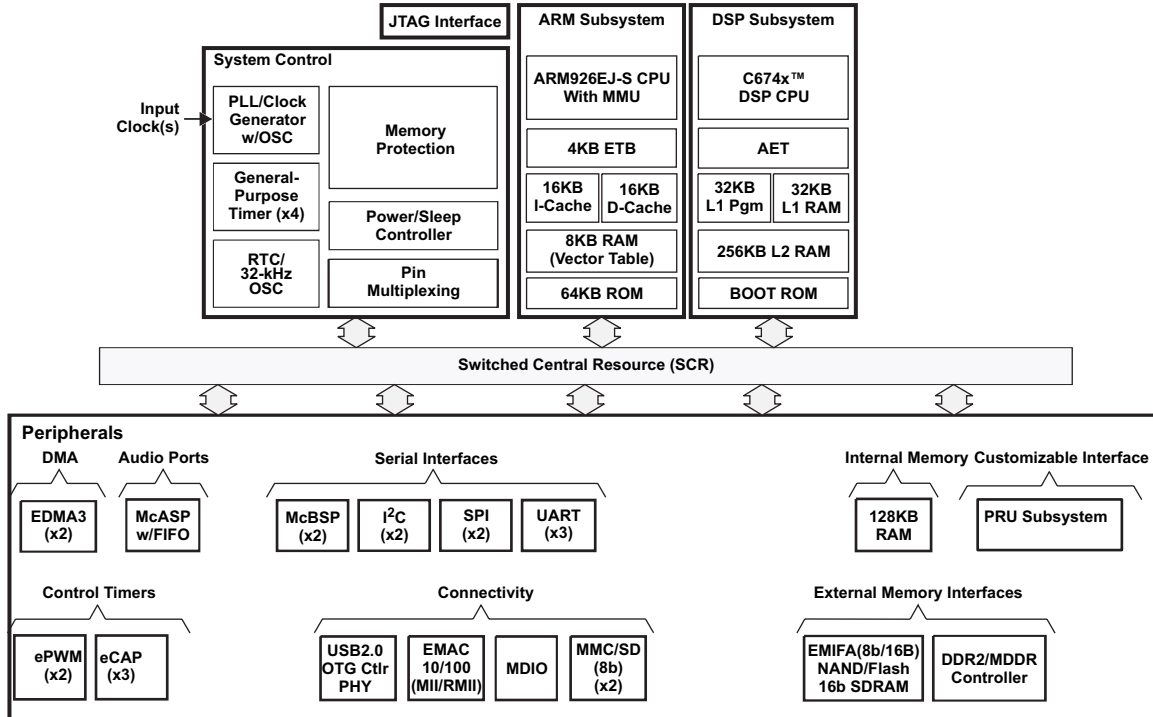 JTAG Interface
System Control
Input
Clock(s)
PLL/Clock
Generator
w/OSC
General-
Purpose
Timer (x4)
RTC/
32-kHz
OSC
Memory
Protection
Power/Sleep
Controller
Pin
Multiplexing
ARM Subsystem
ARM926EJ-S CPU
With MMU
4KB ETB
16KB
I-Cache
16KB
D-Cache
8KB RAM
(Vector Table)
64KB ROM
DSP Subsystem
C674x™
DSP CPU
AET
32KB
L1 Pgm
32KB
L1 RAM
256KB L2 RAM
BOOT ROM
Switched Central Resource (SCR)
Peripherals
DMA
EDMA3
(x2)
Audio Ports
McASP
w/FIFO
Serial Interfaces
McBSP
(x2)
I²C
(x2)
SPI
(x2)
UART
(x3)
Internal Memory
128KB
RAM
Customizable Interface
PRU Subsystem
Control Timers
ePWM
(x2)
eCAP
(x3)
Connectivity
USB2.0
OTG Ctlr
PHY
EMAC
10/100
(MII/RMII)
MDIO
MMC/SD
(8b)
(x2)
External Memory Interfaces
EMIFA(8b/16B)
NAND/Flash
16b SDRAM
DDR2/MDDR
Controller